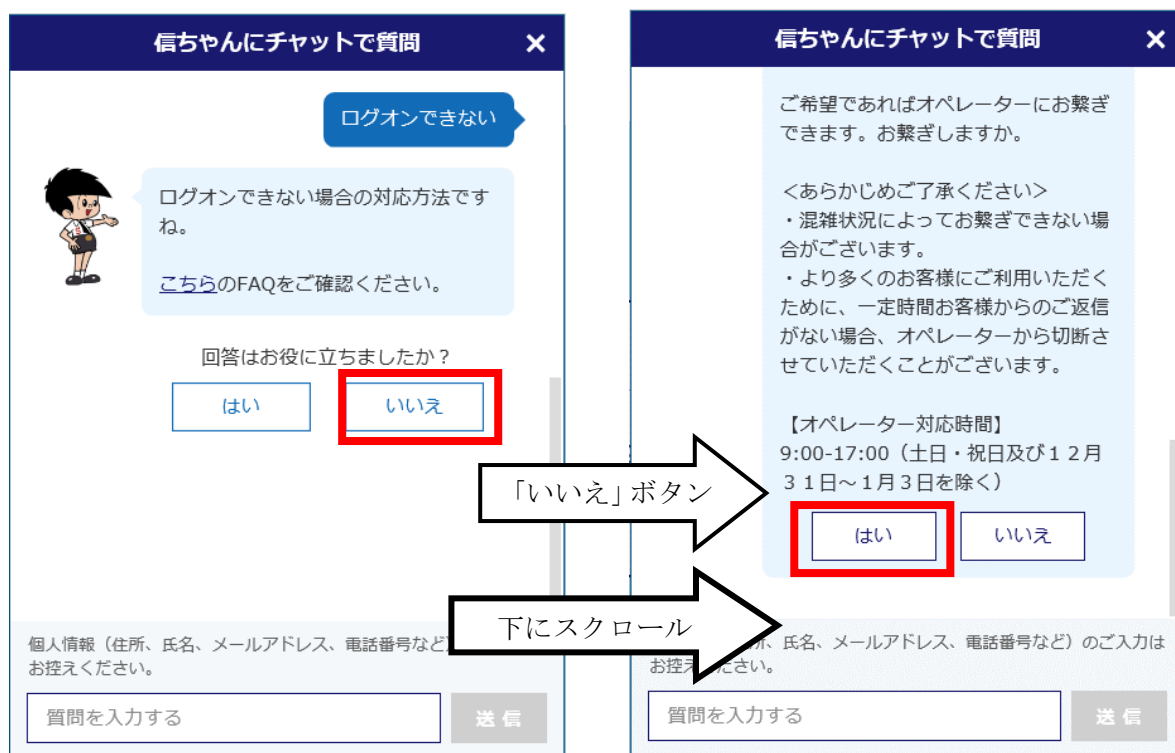 信ちゃんにチャットで質問 ×
ログオンできない
ログオンできない場合の対応方法です
ね。
こちらのFAQをご確認ください。
回答はお役に立ちましたか？
はい
いいえ
「いいえ」ボタン
下にスクロール
個人情報（住所、氏名、メールアドレス、電話番号など
お控えください。
質問を入力する
送信
信ちゃんにチャットで質問 ×
ご希望であればオペレーターにお繋ぎ
できます。お繋ぎしますか。
＜あらかじめご了承ください＞
・混雑状況によってお繋ぎできない場
合がございます。
・より多くのお客様にご利用いただく
ために、一定時間お客様からのご返信
がない場合、オペレーターから切断さ
せていただくことがございます。
【オペレーター対応時間】
9:00-17:00（土日・祝日及び１２月
３１日～１月３日を除く）
はい
いいえ
、氏名、メールアドレス、電話番号など）のご入力は
お控えください。
質問を入力する
送信